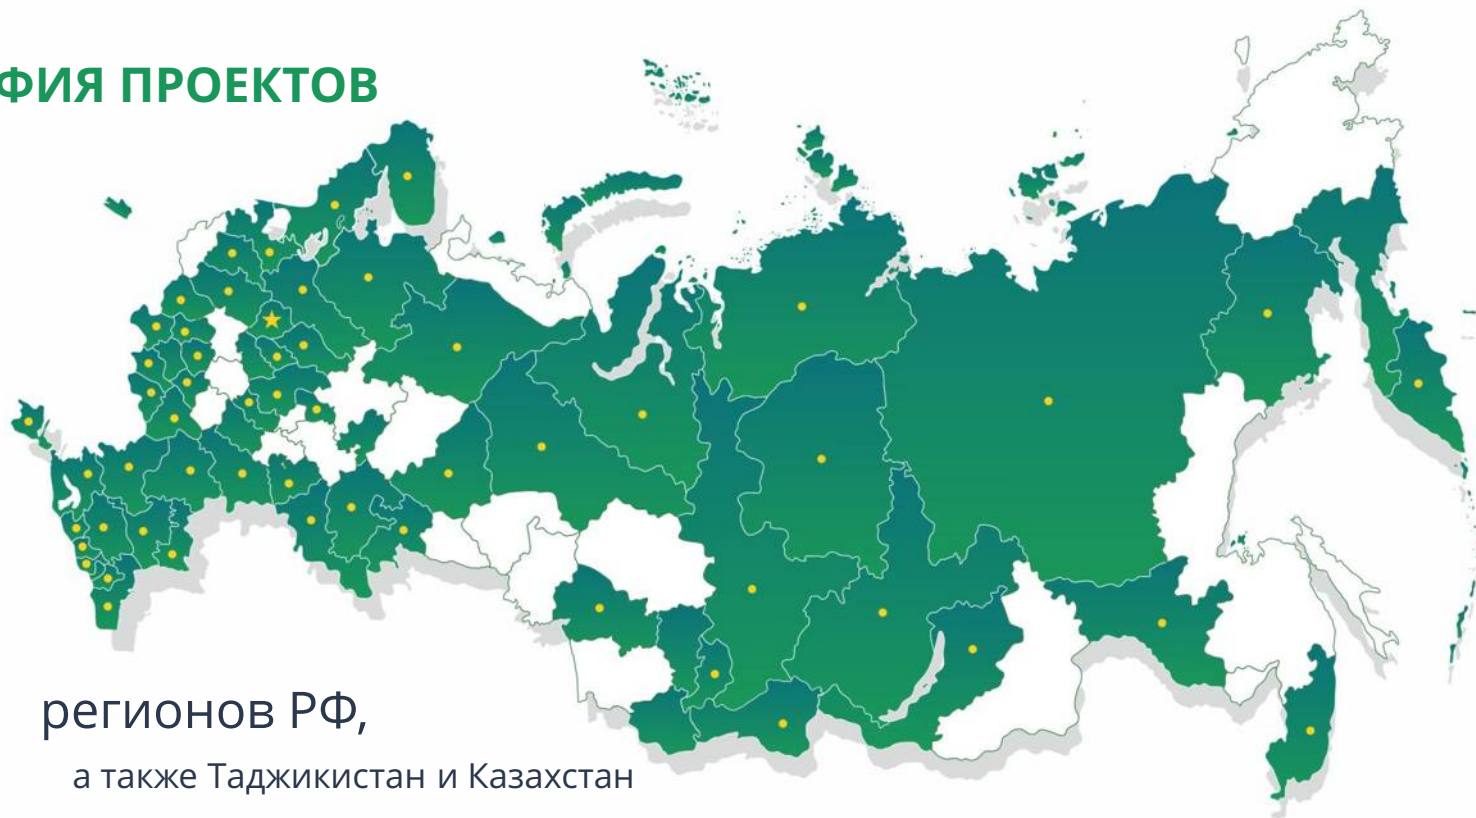 ФИЯ ПРОЕКТОВ
регионов РФ,
а также Таджикистан и Казахстан